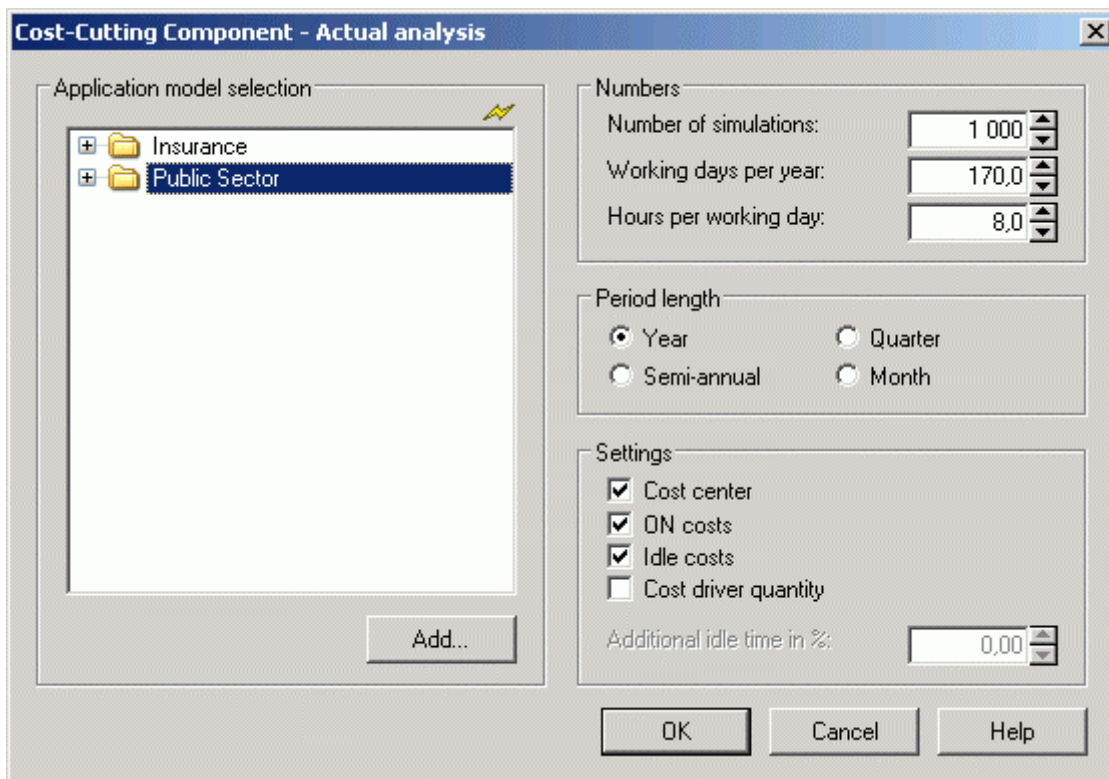 Cost-Cutting Component - Actual analysis
Application model selection
Insurance
Public Sector
Add...
Numbers
Number of simulations: 1 000
Working days per year: 170,0
Hours per working day: 8,0
Period length
Year Quarter
Semi-annual Month
Settings
Cost center
ON costs
Idle costs
Cost driver quantity
Additional idle time in %: 0,00
OK Cancel Help